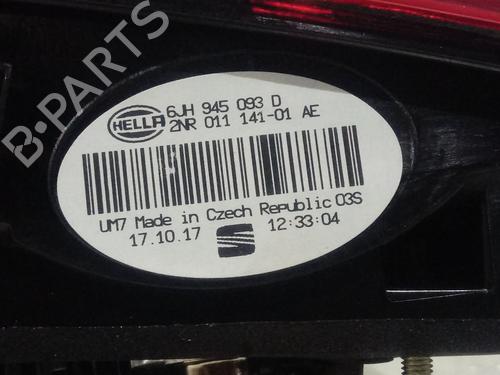 HELLA
6JH 945 093 D
2NR 011 141-01 AE
UM7 Made in Czech Republic 03S
17.10.17
12:33:04
B-PARTS